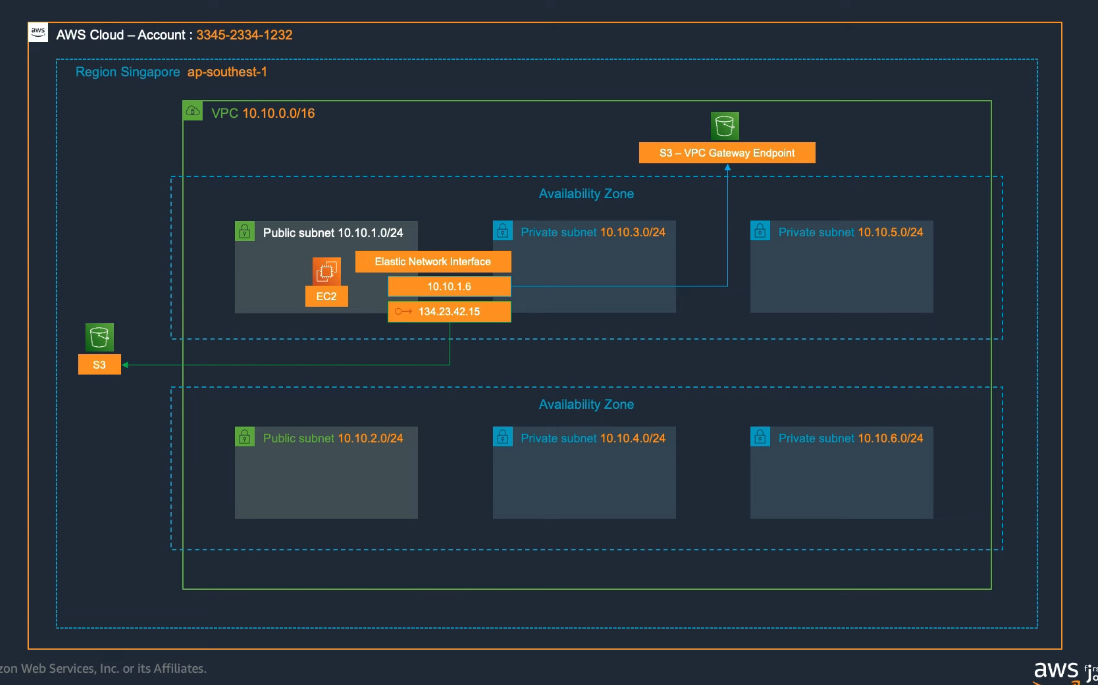 aws
AWS Cloud – Account : 3345-2334-1232
Region Singapore ap-southest-1
VPC 10.10.0.0/16
S3 – VPC Gateway Endpoint
Availability Zone
Public subnet 10.10.1.0/24
Private subnet 10.10.3.0/24
Private subnet 10.10.5.0/24
Elastic Network Interface
EC2
10.10.1.6
134.23.42.15
S3
Availability Zone
Public subnet 10.10.2.0/24
Private subnet 10.10.4.0/24
Private subnet 10.10.6.0/24
zon Web Services, Inc. or its Affiliates.
aws